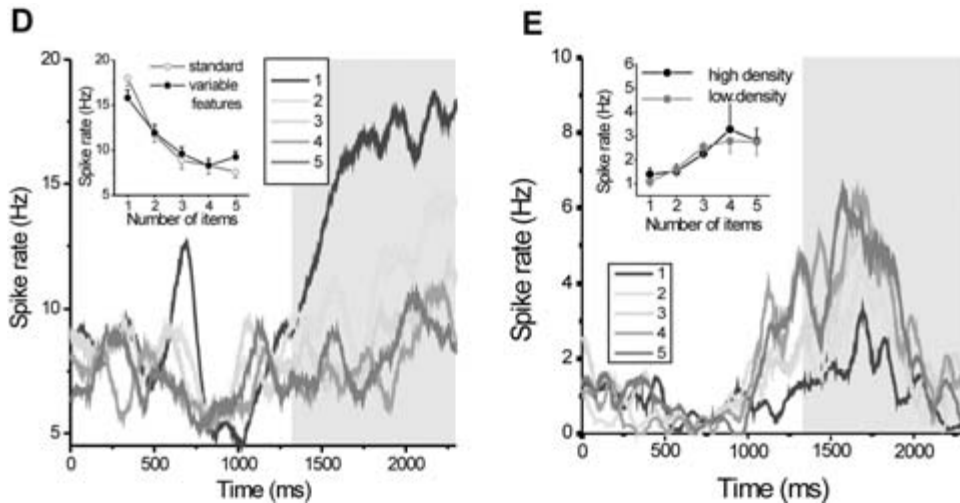 D
20
15
10
5
Spike rate (Hz)
0
500
1000
1500
2000
Time (ms)
20
15
10
5
Spike rate (Hz)
1 2 3 4 5
Number of items
standard
variable
features
1
2
3
4
5
E
10
8
6
4
2
0
Spike rate (Hz)
0
500
1000
1500
2000
Time (ms)
6
5
4
3
2
1
Spike rate (Hz)
1 2 3 4 5
Number of items
high density
low density
1
2
3
4
5